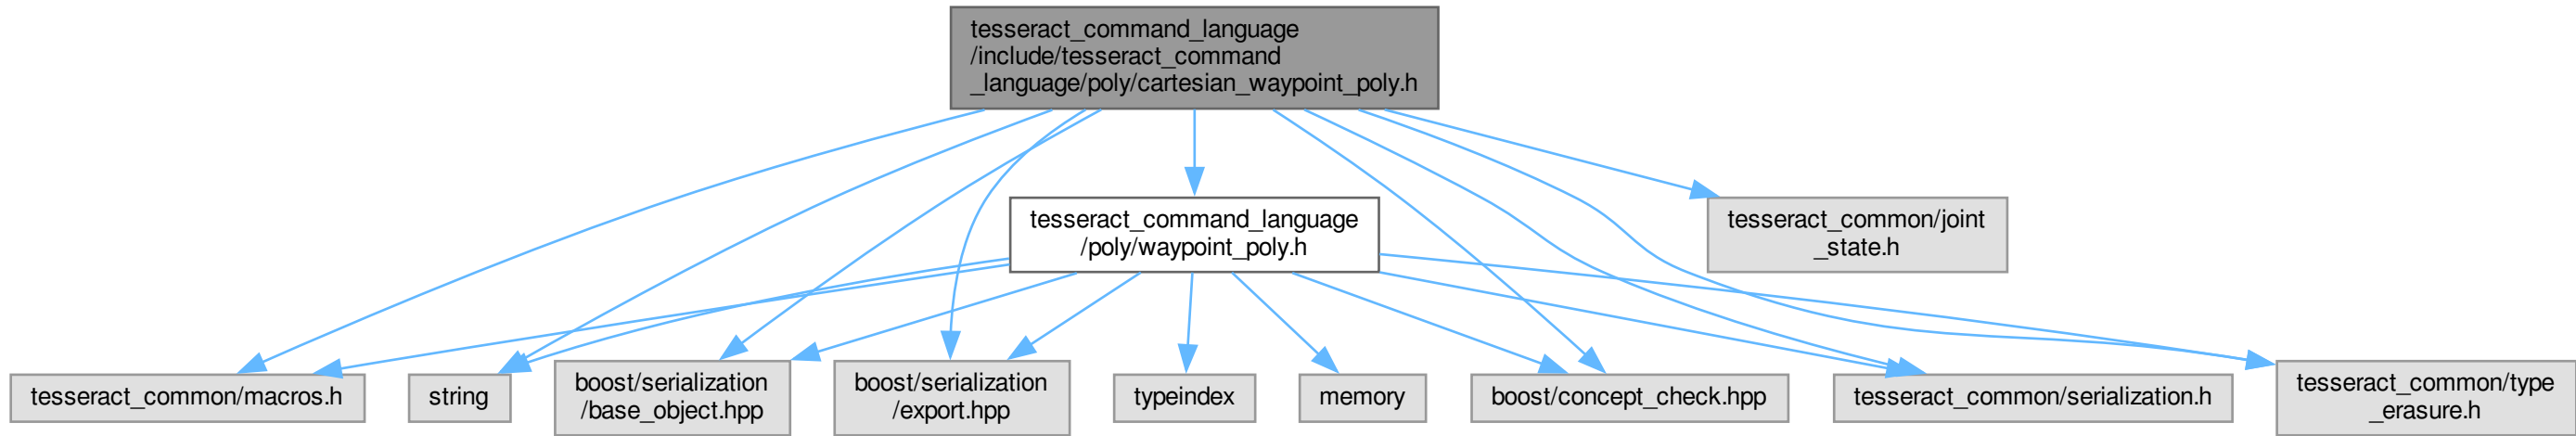 tesseract_command_language
/include/tesseract_command
_language/poly/cartesian_waypoint_poly.h
tesseract_command_language
/poly/waypoint_poly.h
tesseract_common/joint
_state.h
tesseract_common/macros.h
string
boost/serialization
/base_object.hpp
boost/serialization
/export.hpp
typeindex
memory
boost/concept_check.hpp
tesseract_common/serialization.h
tesseract_common/type
_erasure.h